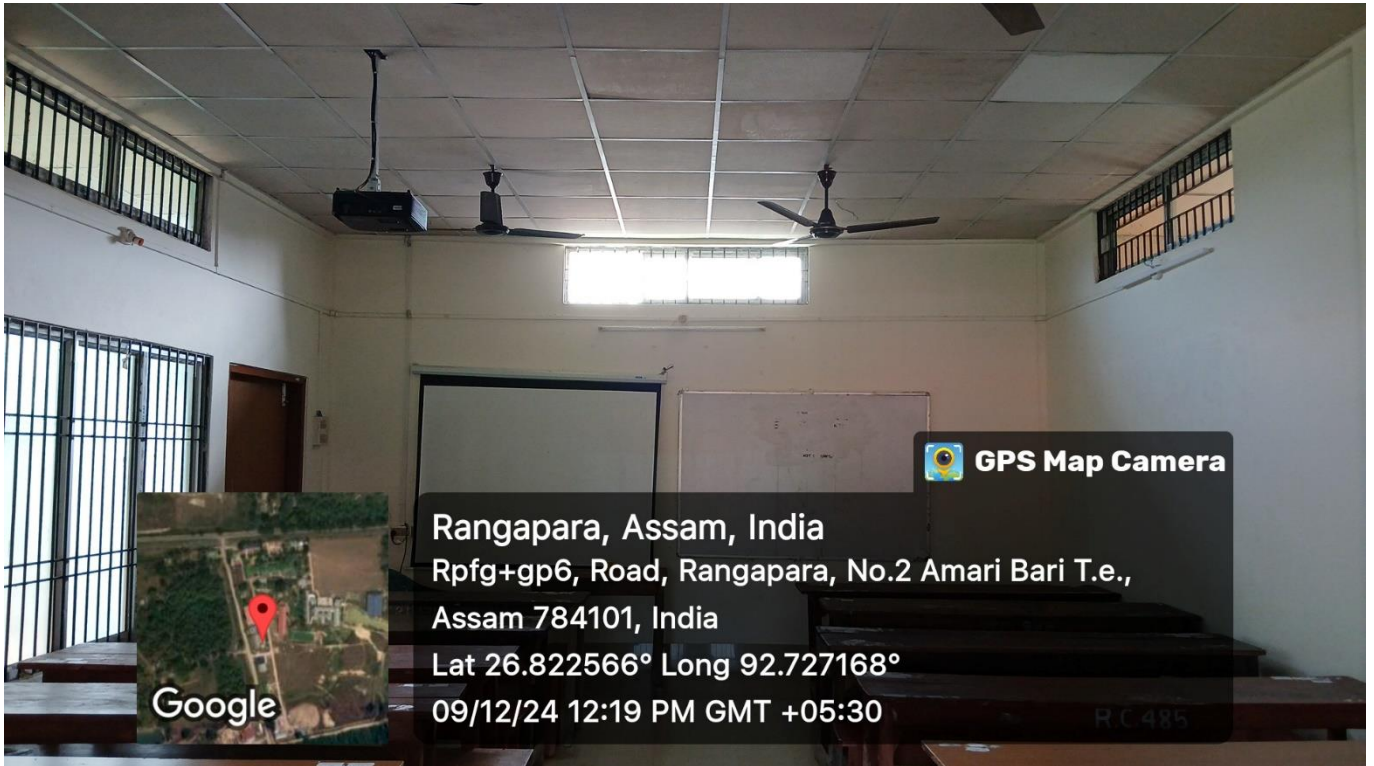 GPS Map Camera
Rangapara, Assam, India
Rpfg+gp6, Road, Rangapara, No.2 Amari Bari T.e.,
Assam 784101, India
Lat 26.822566° Long 92.727168°
09/12/24 12:19 PM GMT +05:30
Google
R C 485